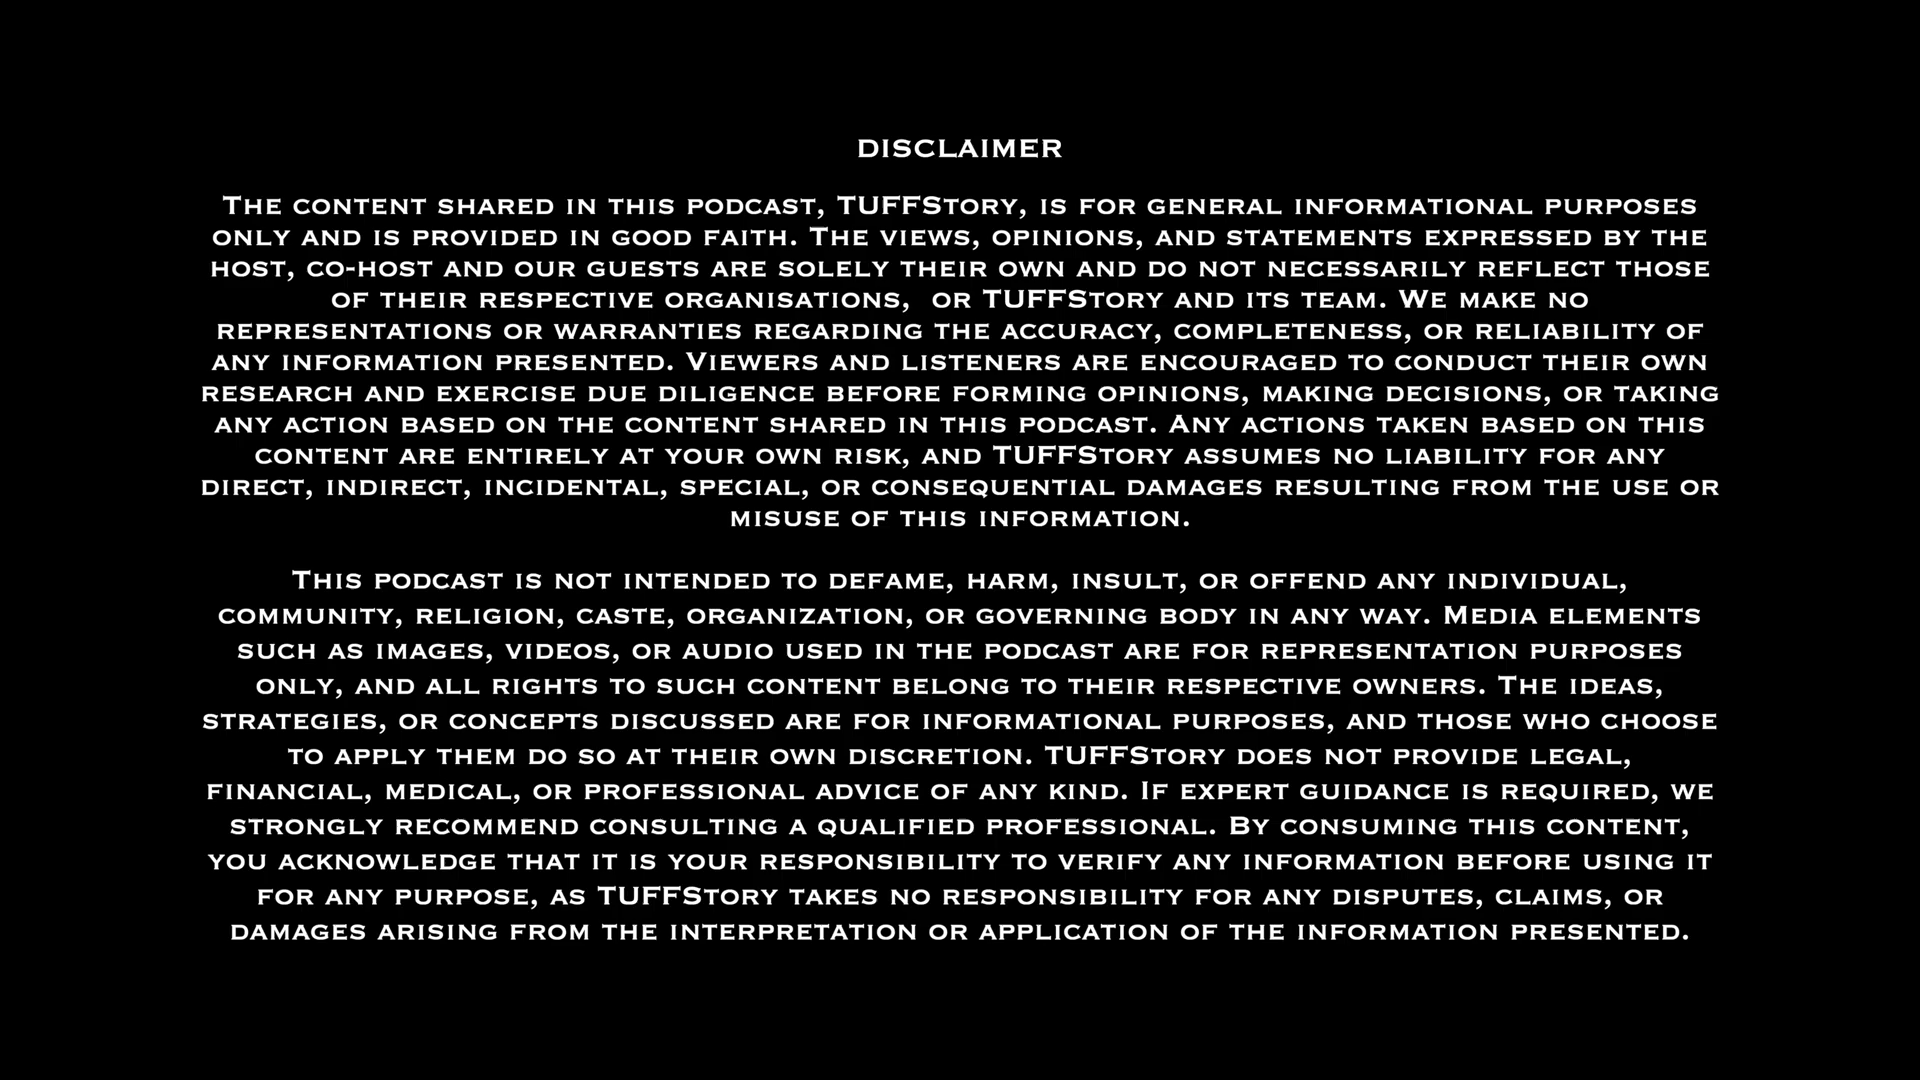 DISCLAIMER
The content shared in this podcast, TUFFStory, is for general informational purposes
only and is provided in good faith. The views, opinions, and statements expressed by the
host, co-host and our guests are solely their own and do not necessarily reflect those
of their respective organisations,  or TUFFStory and its team. We make no
representations or warranties regarding the accuracy, completeness, or reliability of
any information presented. Viewers and listeners are encouraged to conduct their own
research and exercise due diligence before forming opinions, making decisions, or taking
any action based on the content shared in this podcast. Any actions taken based on this
content are entirely at your own risk, and TUFFStory assumes no liability for any
direct, indirect, incidental, special, or consequential damages resulting from the use or
misuse of this information.
This podcast is not intended to defame, harm, insult, or offend any individual,
community, religion, caste, organization, or governing body in any way. Media elements
such as images, videos, or audio used in the podcast are for representation purposes
only, and all rights to such content belong to their respective owners. The ideas,
strategies, or concepts discussed are for informational purposes, and those who choose
to apply them do so at their own discretion. TUFFStory does not provide legal,
financial, medical, or professional advice of any kind. If expert guidance is required, we
strongly recommend consulting a qualified professional. By consuming this content,
you acknowledge that it is your responsibility to verify any information before using it
for any purpose, as TUFFStory takes no responsibility for any disputes, claims, or
damages arising from the interpretation or application of the information presented.